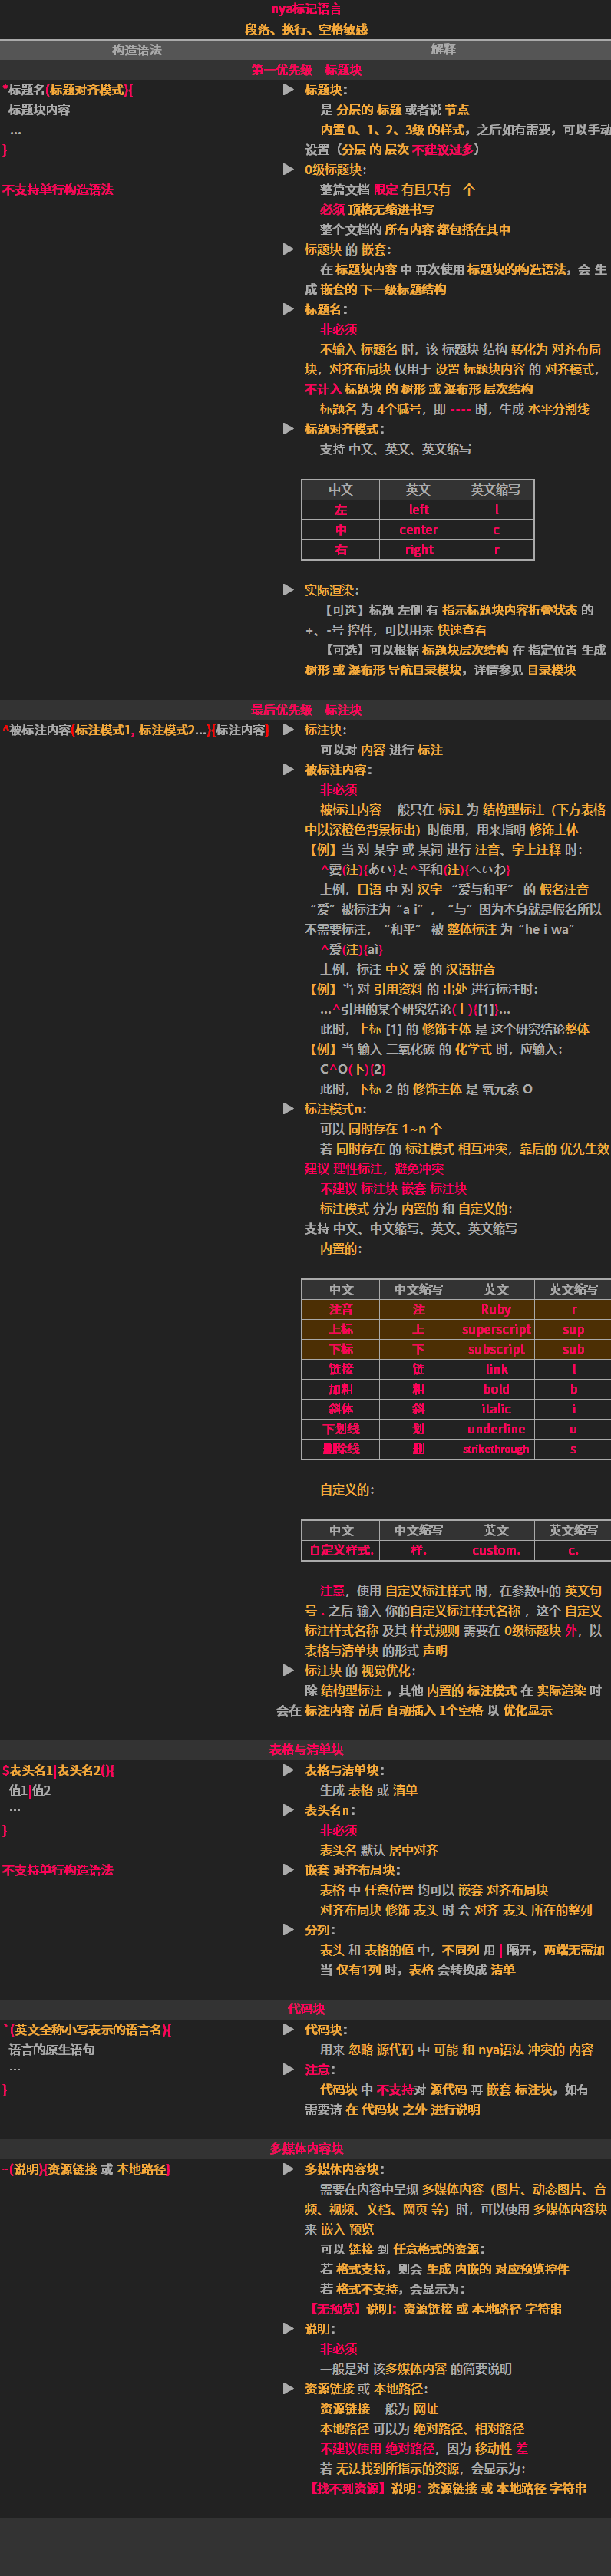 nya标记语言
段落、换行、空格敏感
构造语法 解释
第一优先级 - 标题块
*标题名(标题对齐模式){
标题块内容
...
}
不支持单行构造语法
▶ 标题块：
是 分层的 标题 或者说 节点
内置 0、1、2、3级 的样式，之后如有需要，可以手动
设置（分层 的 层次 不建议过多）
▶ 0级标题块：
整篇文档 限定 有且只有一个
必须 顶格无缩进书写
整个文档的 所有内容 都包括在其中
▶ 标题块 的 嵌套：
在 标题块内容 中 再次使用 标题块的构造语法，会 生
成 嵌套的 下一级标题结构
▶ 标题名：
非必须
不输入 标题名 时，该 标题块 结构 转化为 对齐布局
块，对齐布局块 仅用于 设置 标题块内容 的 对齐模式，
不计入 标题块 的 树形 或 瀑布形 层次结构
标题名 为 4个减号，即 ---- 时，生成 水平分割线
▶ 标题对齐模式：
支持 中文、英文、英文缩写
中文 英文 英文缩写
左 left l
中 center c
右 right r
▶ 实际渲染：
【可选】标题 左侧 有 指示标题块内容折叠状态 的
+、-号 控件，可以用来 快速查看
【可选】可以根据 标题块层次结构 在 指定位置 生成
树形 或 瀑布形 导航目录模块，详情参见 目录模块
最后优先级 - 标注块
^被标注内容(标注模式1, 标注模式2...){标注内容}
▶ 标注块：
可以对 内容 进行 标注
▶ 被标注内容：
非必须
被标注内容 一般只在 标注 为 结构型标注（下方表格
中以深橙色背景标出）时使用，用来指明 修饰主体
【例】当 对 某字 或 某词 进行 注音、字上注释 时：
^愛(注){あい}と^平和(注){へいわ}
上例，日语 中 对 汉字 “爱与和平” 的 假名注音
“爱”被标注为“a i”，“与”因为本身就是假名所以
不需要标注，“和平” 被 整体标注 为“he i wa”
^爱(注){aì}
上例，标注 中文 爱 的 汉语拼音
【例】当 对 引用资料 的 出处 进行标注时：
...^引用的某个研究结论(上){[1]}...
此时，上标 [1] 的 修饰主体 是 这个研究结论整体
【例】当 输入 二氧化碳 的 化学式 时，应输入：
C^O(下){2}
此时，下标 2 的 修饰主体 是 氧元素 O
▶ 标注模式n：
可以 同时存在 1~n 个
若 同时存在 的 标注模式 相互冲突，靠后的 优先生效
建议 理性标注，避免冲突
不建议 标注块 嵌套 标注块
标注模式 分为 内置的 和 自定义的：
支持 中文、中文缩写、英文、英文缩写
内置的：
中文 中文缩写 英文 英文缩写
注音 注 Ruby r
上标 上 superscript sup
下标 下 subscript sub
链接 链 link l
加粗 粗 bold b
斜体 斜 italic i
下划线 划 underline u
删除线 删 strikethrough s
自定义的：
中文 中文缩写 英文 英文缩写
自定义样式. 样. custom. c.
注意，使用 自定义标注样式 时，在参数中的 英文句
号 . 之后 输入 你的自定义标注样式名称 ，这个 自定义
标注样式名称 及其 样式规则 需要在 0级标题块 外，以
表格与清单块 的形式 声明
▶ 标注块 的 视觉优化：
除 结构型标注 ，其他 内置的 标注模式 在 实际渲染 时
会在 标注内容 前后 自动插入 1个空格 以 优化显示
表格与清单块
$表头名1|表头名2(){
值1|值2
...
}
不支持单行构造语法
▶ 表格与清单块：
生成 表格 或 清单
▶ 表头名n：
非必须
表头名 默认 居中对齐
▶ 嵌套 对齐布局块：
表格 中 任意位置 均可以 嵌套 对齐布局块
对齐布局块 修饰 表头 时 会 对齐 表头 所在的整列
▶ 分列：
表头 和 表格的值 中，不同列 用 | 隔开，两端无需加
当 仅有1列 时，表格 会转换成 清单
代码块
`(英文全称小写表示的语言名){
语言的原生语句
...
}
▶ 代码块：
用来 忽略 源代码 中 可能 和 nya语法 冲突的 内容
▶ 注意：
代码块 中 不支持对 源代码 再 嵌套 标注块，如有
需要请 在 代码块 之外 进行说明
多媒体内容块
~(说明){资源链接 或 本地路径}
▶ 多媒体内容块：
需要在内容中呈现 多媒体内容（图片、动态图片、音
频、视频、文档、网页 等）时，可以使用 多媒体内容块
来 嵌入 预览
可以 链接 到 任意格式的资源：
若 格式支持，则会 生成 内嵌的 对应预览控件
若 格式不支持，会显示为：
【无预览】说明：资源链接 或 本地路径 字符串
▶ 说明：
非必须
一般是对 该多媒体内容 的简要说明
▶ 资源链接 或 本地路径：
资源链接 一般为 网址
本地路径 可以为 绝对路径、相对路径
不建议使用 绝对路径，因为 移动性 差
若 无法找到所指示的资源，会显示为：
【找不到资源】说明：资源链接 或 本地路径 字符串